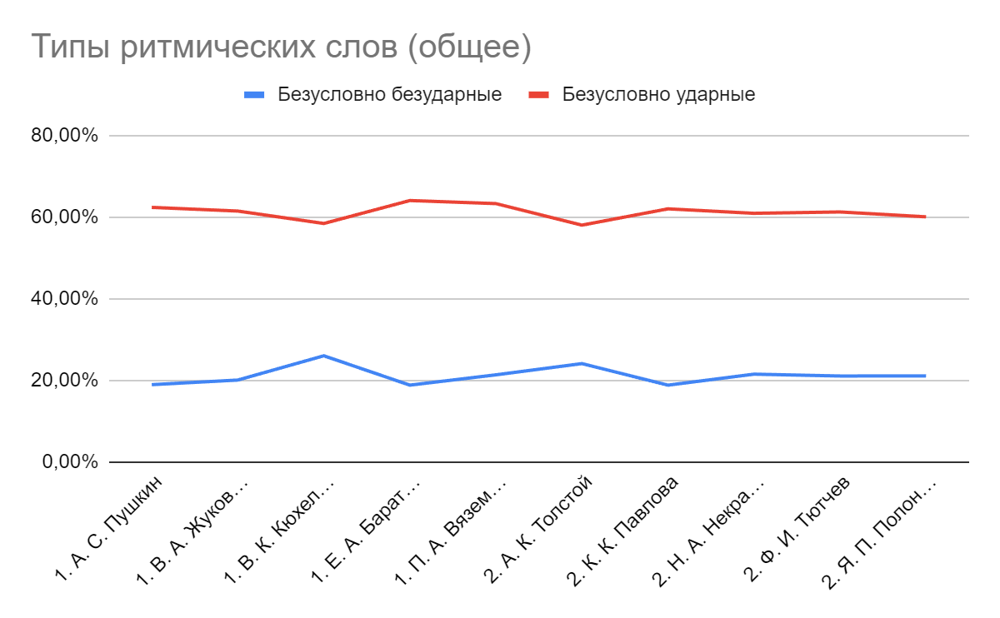 Типы ритмических слов (общее)
Безусловно безударные
Безусловно ударные
80,00%
60,00%
40,00%
20,00%
0,00%
1. А. С. Пушкин
1. В. А. Жуков…
1. В. К. Кюхел…
1. Е. А. Барат…
1. П. А. Вязем…
2. А. К. Толстой
2. К. К. Павлова
2. Н. А. Некра…
2. Ф. И. Тютчев
2. Я. П. Полон…